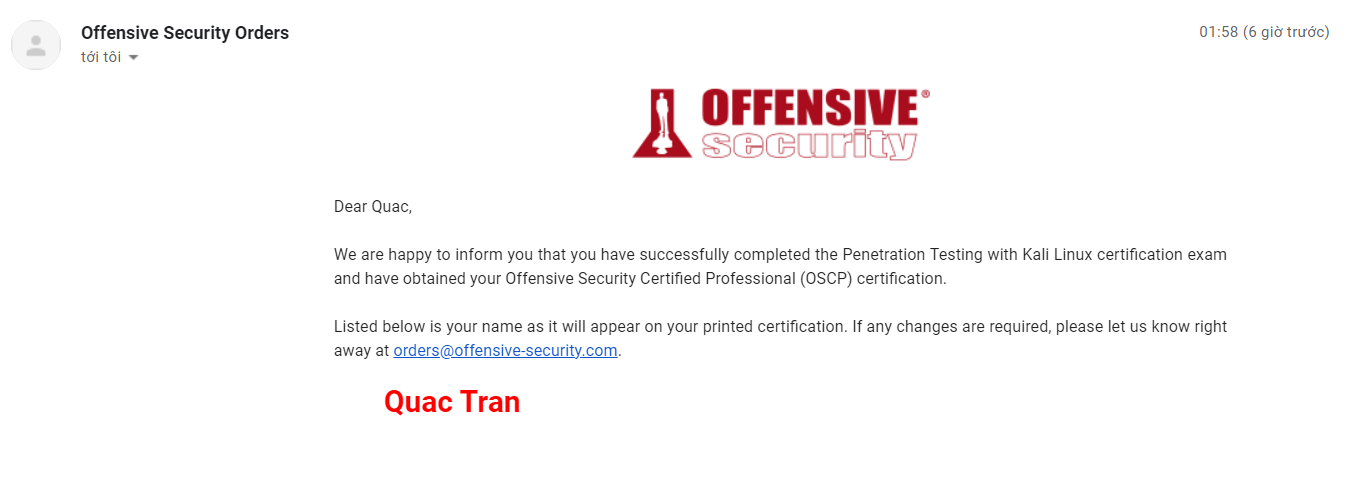 Offensive Security Orders
01:58 (6 giờ trước)
tới tôi
OFFENSIVE®
security
Dear Quac,
We are happy to inform you that you have successfully completed the Penetration Testing with Kali Linux certification exam
and have obtained your Offensive Security Certified Professional (OSCP) certification.
Listed below is your name as it will appear on your printed certification. If any changes are required, please let us know right
away at orders@offensive-security.com.
Quac Tran